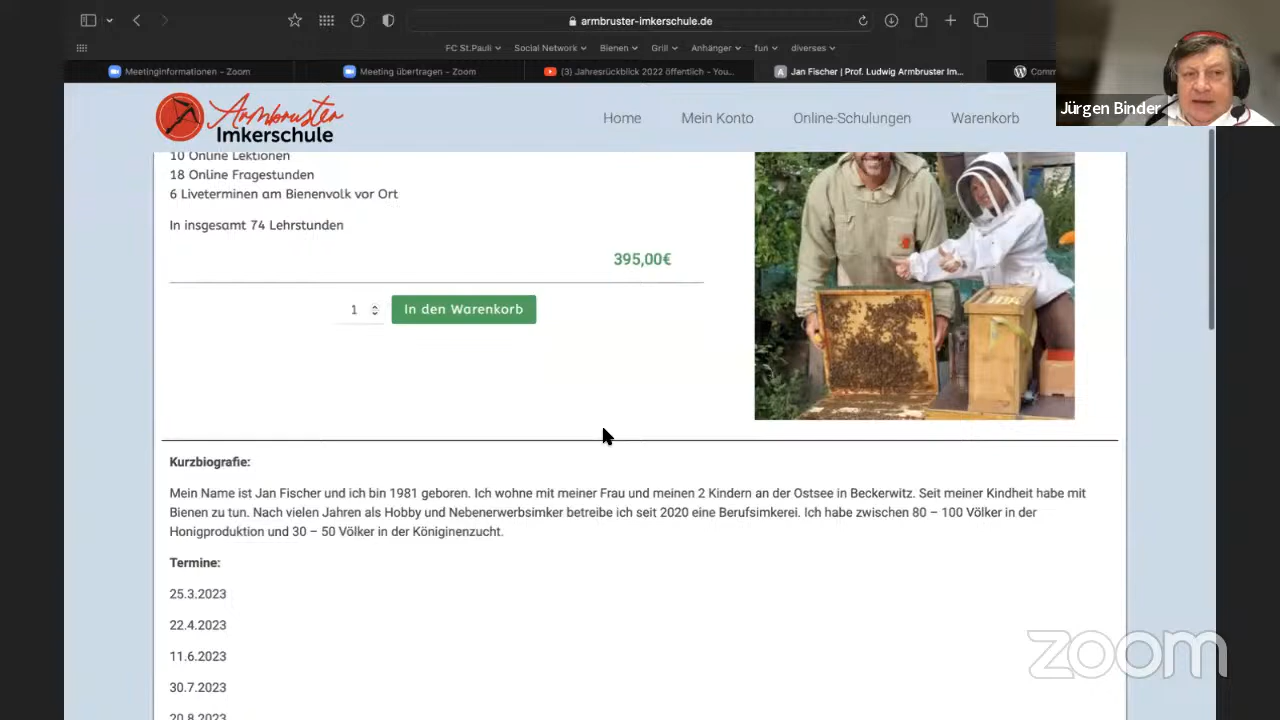 armbruster-imkerschule.de
FC St.Pauli Social Network Bienen Grill Anhänger fun diverses
Meetinginformationen – Zoom Meeting übertragen – Zoom (3) Jahresrückblick 2022 öffentlich – You... Jan Fischer | Prof. Ludwig Armbruster Im... Comm
Jürgen Binder
Armbruster
Imkerschule
Home Mein Konto Online-Schulungen Warenkorb
10 Online Lektionen
18 Online Fragestunden
6 Liveterminen am Bienenvolk vor Ort
In insgesamt 74 Lehrstunden
395,00€
1 In den Warenkorb
Kurzbiografie:
Mein Name ist Jan Fischer und ich bin 1981 geboren. Ich wohne mit meiner Frau und meinen 2 Kindern an der Ostsee in Beckerwitz. Seit meiner Kindheit habe mit
Bienen zu tun. Nach vielen Jahren als Hobby und Nebenerwerbsimker betreibe ich seit 2020 eine Berufsimkerei. Ich habe zwischen 80 – 100 Völker in der
Honigproduktion und 30 – 50 Völker in der Königinenzucht.
Termine:
25.3.2023
22.4.2023
11.6.2023
30.7.2023
20.8.2023
zoom